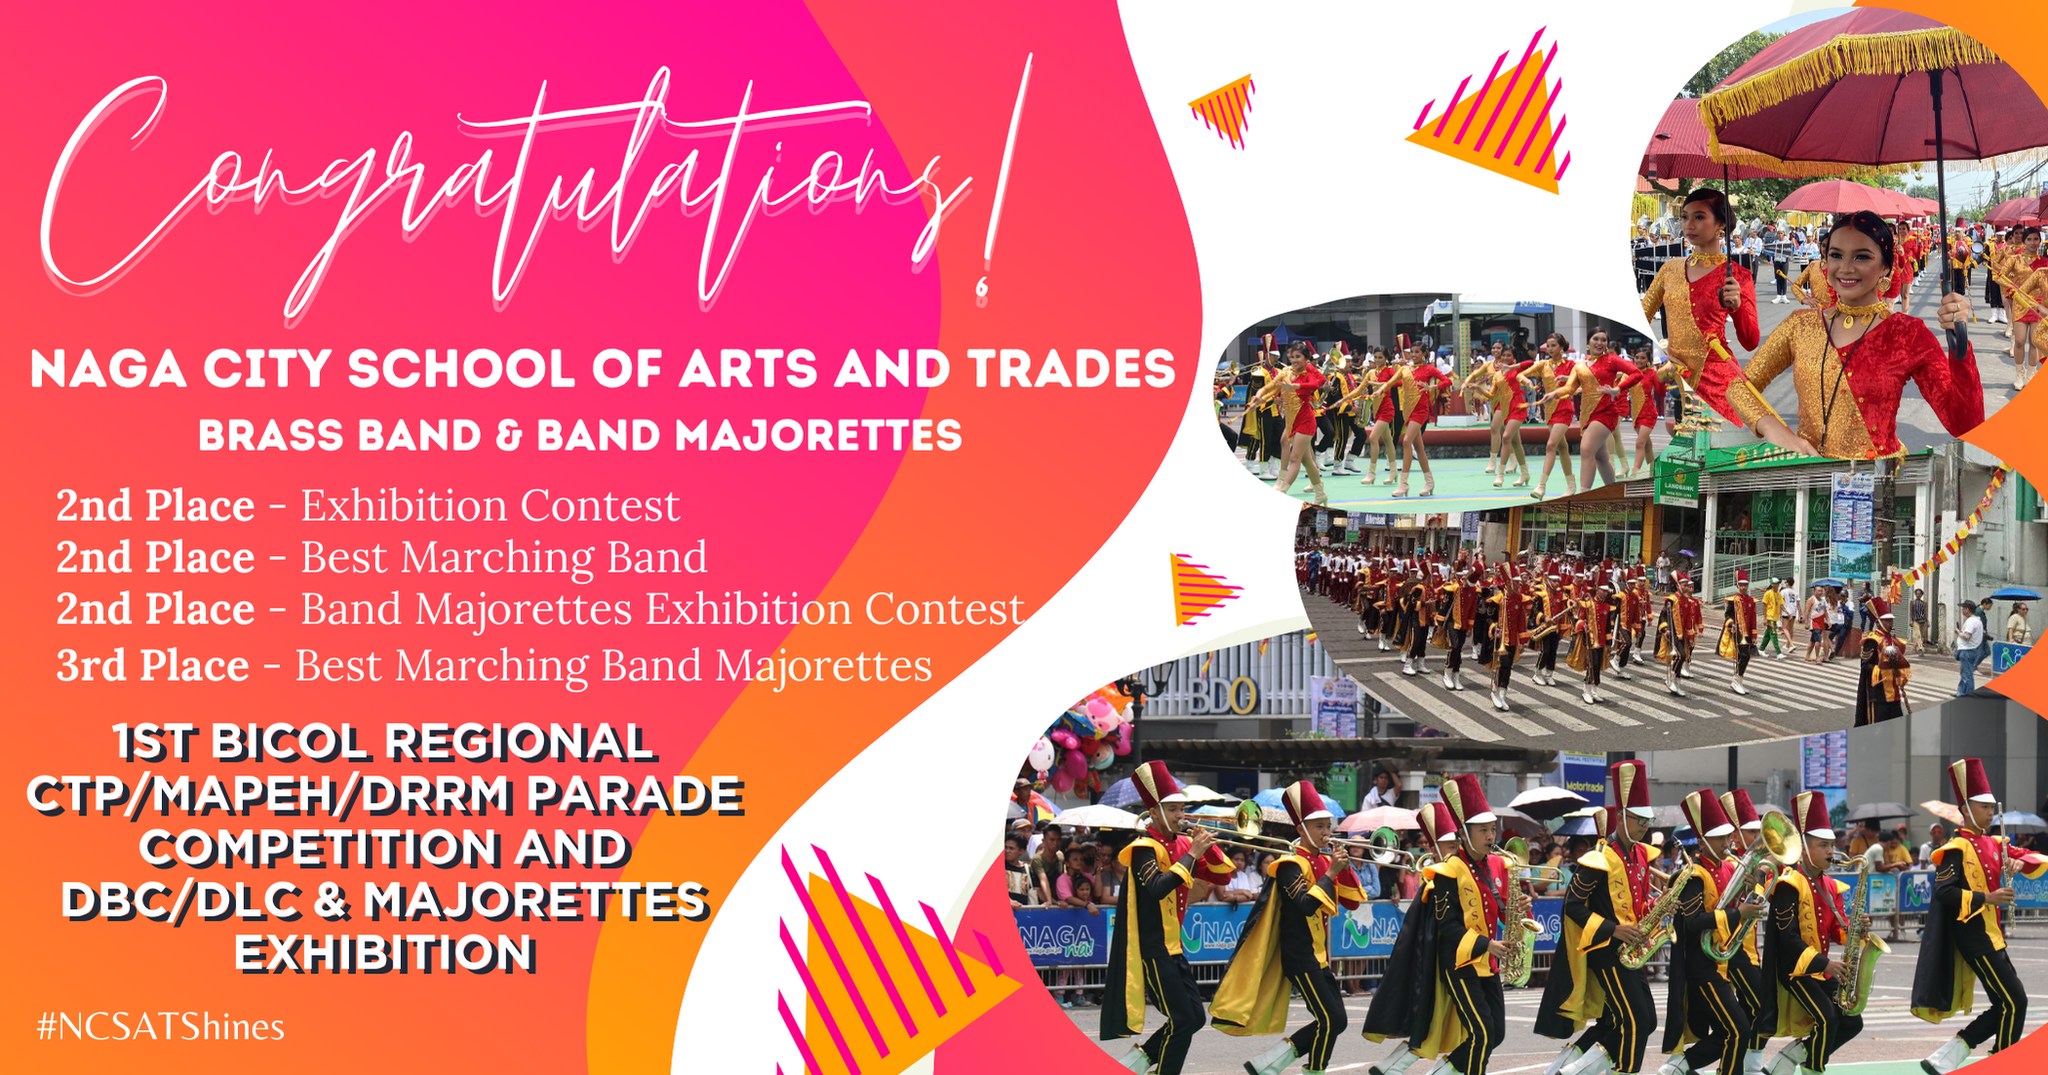 Congratulations!
NAGA CITY SCHOOL OF ARTS AND TRADES
BRASS BAND & BAND MAJORETTES
2nd Place - Exhibition Contest
2nd Place - Best Marching Band
2nd Place - Band Majorettes Exhibition Contest
3rd Place - Best Marching Band Majorettes
1ST BICOL REGIONAL
CTP/MAPEH/DRRM PARADE
COMPETITION AND
DBC/DLC & MAJORETTES
EXHIBITION
#NCSATShines
LANDBANK
BDO
Motortrade
NAGA